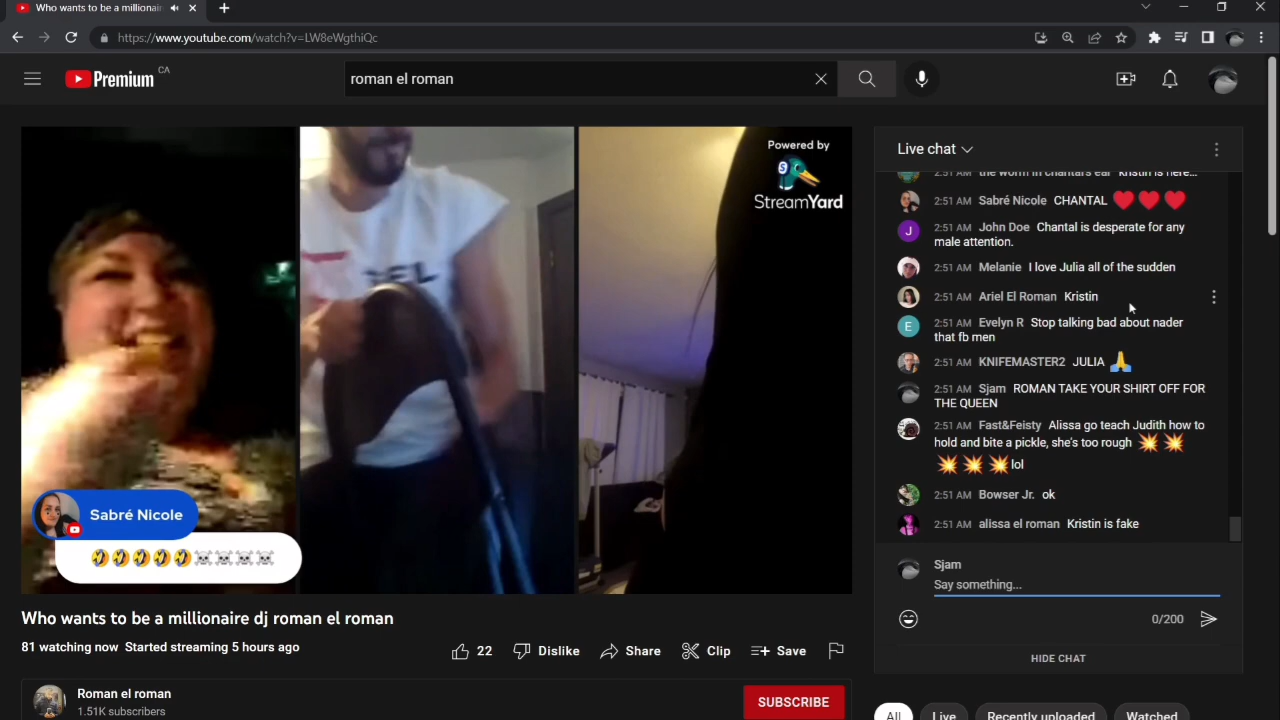 Who wants to be a millionair
https://www.youtube.com/watch?v=LW8eWgthiQc
Premium CA
roman el roman
Powered by
StreamYard
Sabré Nicole
🤣🤣🤣🤣🤣☠️☠️☠️☠️
Who wants to be a millionaire dj roman el roman
81 watching now Started streaming 5 hours ago
22 Dislike Share Clip Save
Roman el roman
1.51K subscribers
SUBSCRIBE
Live chat
2:51 AM the worm in chantal's ear Kristin is here...
2:51 AM Sabré Nicole CHANTAL ❤️❤️❤️
2:51 AM John Doe Chantal is desperate for any
male attention.
2:51 AM Melanie I love Julia all of the sudden
2:51 AM Ariel El Roman Kristin
2:51 AM Evelyn R Stop talking bad about nader
that fb men
2:51 AM KNIFEMASTER2 JULIA 🙏
2:51 AM Sjam ROMAN TAKE YOUR SHIRT OFF FOR
THE QUEEN
2:51 AM Fast&Feisty Alissa go teach Judith how to
hold and bite a pickle, she's too rough 💥💥
💥💥💥lol
2:51 AM Bowser Jr. ok
2:51 AM alissa el roman Kristin is fake
Sjam
Say something...
0/200
HIDE CHAT
All Live Recently uploaded Watched